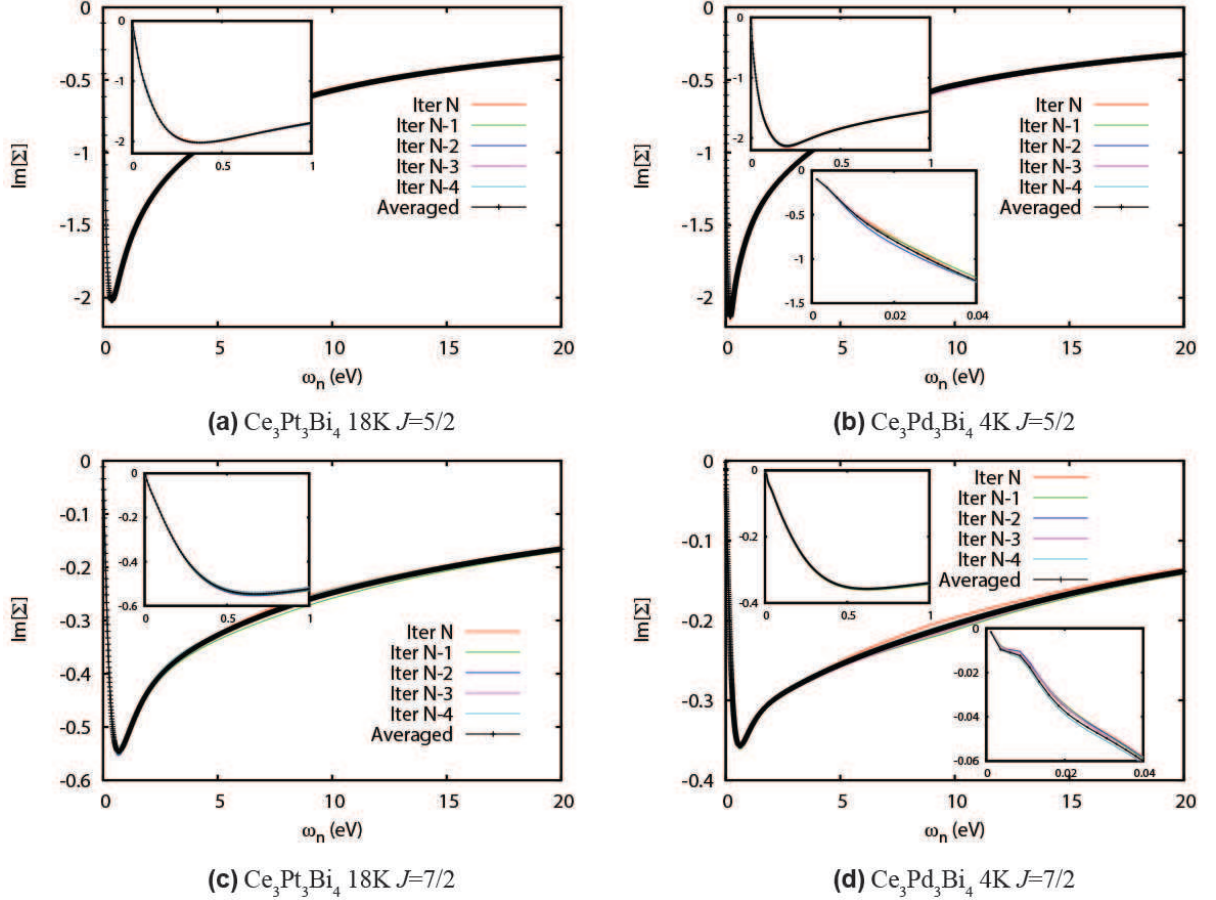 0
-0.5
-1
-1.5
-2
Im[Σ]
0
-1
-2
0
0.5
1
Iter N
Iter N-1
Iter N-2
Iter N-3
Iter N-4
Averaged
0 5 10 15 20
ωn (eV)
(a) Ce3Pt3Bi4 18K J=5/2
0
-0.5
-1
-1.5
-2
Im[Σ]
0
-1
-2
0
0.5
1
Iter N
Iter N-1
Iter N-2
Iter N-3
Iter N-4
Averaged
0
-0.5
-1
-1.5
0 0.02 0.04
0 5 10 15 20
ωn (eV)
(b) Ce3Pd3Bi4 4K J=5/2
0
-0.1
-0.2
-0.3
-0.4
-0.5
-0.6
Im[Σ]
0
-0.2
-0.4
-0.6
0 0.5 1
Iter N
Iter N-1
Iter N-2
Iter N-3
Iter N-4
Averaged
0 5 10 15 20
ωn (eV)
(c) Ce3Pt3Bi4 18K J=7/2
0
-0.1
-0.2
-0.3
-0.4
Im[Σ]
0
-0.2
-0.4
0 0.5 1
Iter N
Iter N-1
Iter N-2
Iter N-3
Iter N-4
Averaged
0
-0.02
-0.04
-0.06
0 0.02 0.04
0 5 10 15 20
ωn (eV)
(d) Ce3Pd3Bi4 4K J=7/2